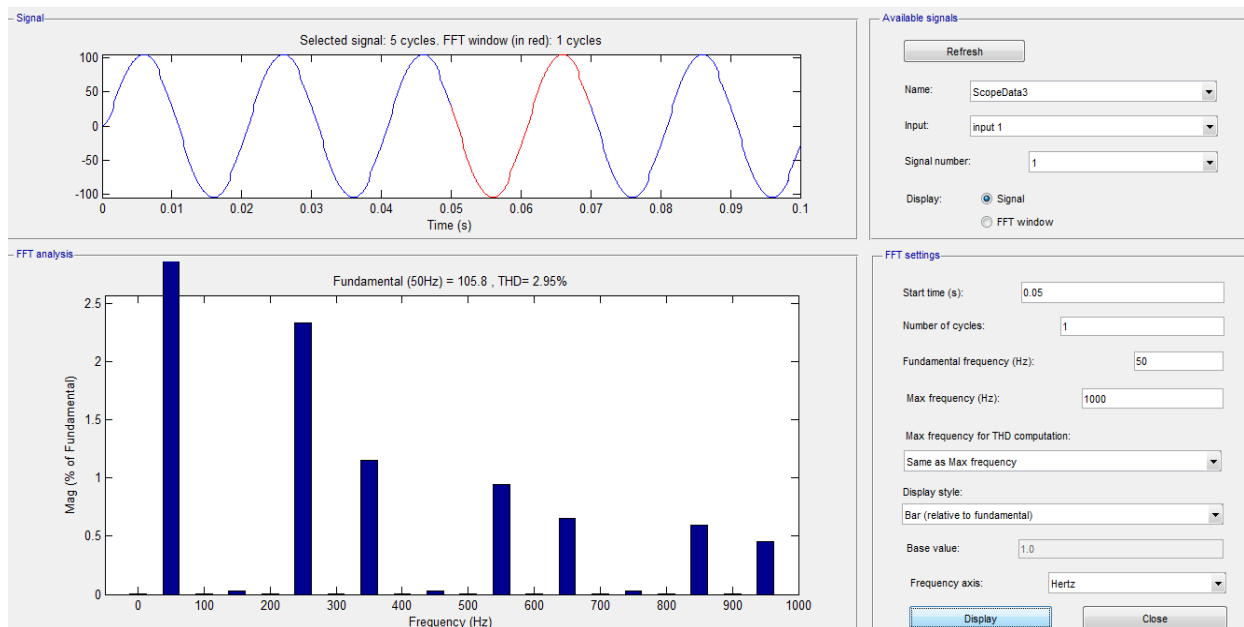 Signal
Selected signal: 5 cycles. FFT window (in red): 1 cycles
100
50
0
-50
-100
0 0.01 0.02 0.03 0.04 0.05 0.06 0.07 0.08 0.09 0.1
Time (s)
Available signals
Refresh
Name: ScopeData3
Input: input 1
Signal number: 1
Display: Signal
FFT window
FFT analysis
Fundamental (50Hz) = 105.8 , THD= 2.95%
2.5
2
1.5
1
0.5
0
Mag (% of Fundamental)
0 100 200 300 400 500 600 700 800 900 1000
Frequency (Hz)
FFT settings
Start time (s): 0.05
Number of cycles: 1
Fundamental frequency (Hz): 50
Max frequency (Hz): 1000
Max frequency for THD computation:
Same as Max frequency
Display style:
Bar (relative to fundamental)
Base value: 1.0
Frequency axis: Hertz
Display Close